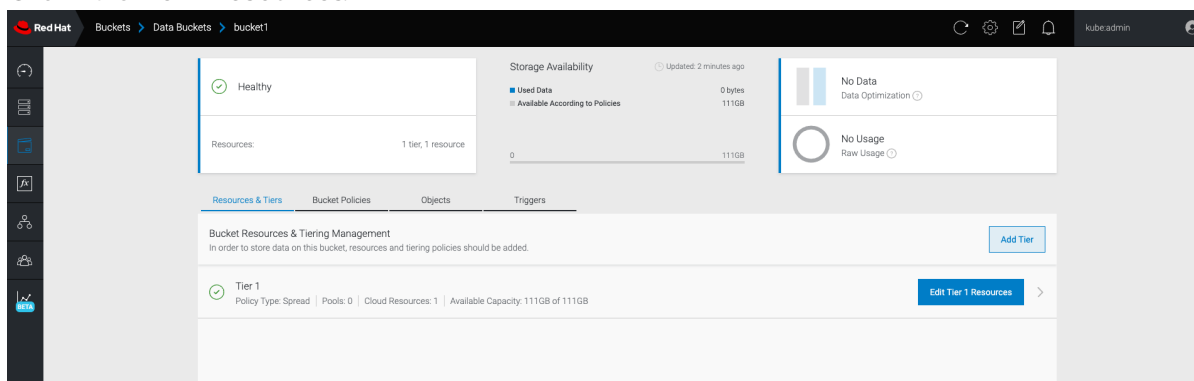 Red Hat
Buckets > Data Buckets > bucket1
kube:admin
Healthy
Resources: 1 tier, 1 resource
Storage Availability
Updated: 2 minutes ago
Used Data 0 bytes
Available According to Policies 111GB
0 111GB
No Data
Data Optimization ?
No Usage
Raw Usage ?
Resources & Tiers Bucket Policies Objects Triggers
Bucket Resources & Tiering Management
In order to store data on this bucket, resources and tiering policies should be added.
Add Tier
Tier 1
Policy Type: Spread | Pools: 0 | Cloud Resources: 1 | Available Capacity: 111GB of 111GB
Edit Tier 1 Resources
fx
BETA